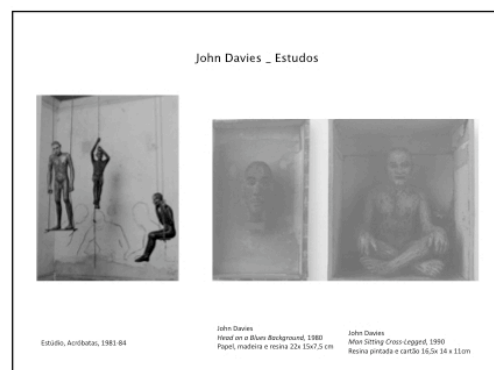 John Davies _ Estudos
Estúdio, Acróbatas, 1981-84
John Davies
Head on a Blues Background, 1980
Papel, madeira e resina 22x 15x7,5 cm
John Davies
Man Sitting Cross-Legged, 1990
Resina pintada e cartão 16,5x 14 x 11cm